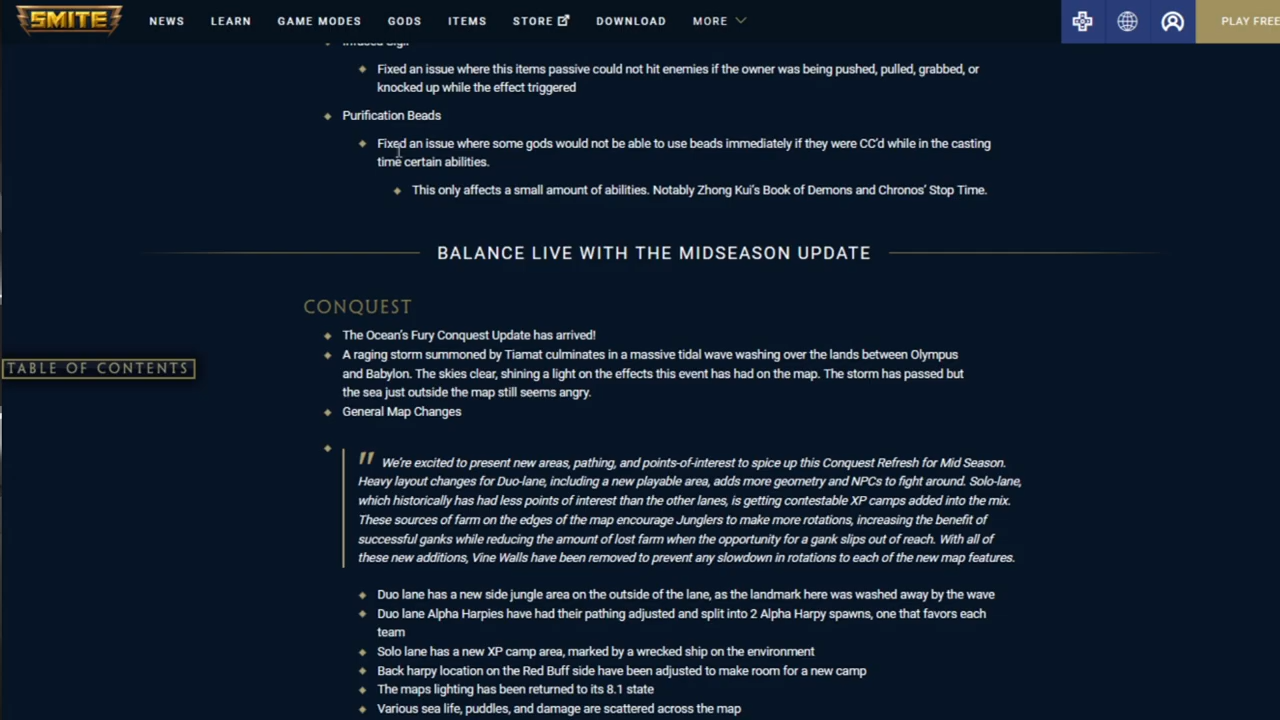 SMITE NEWS LEARN GAME MODES GODS ITEMS STORE DOWNLOAD MORE PLAY FREE
Infused Sigil
Fixed an issue where this items passive could not hit enemies if the owner was being pushed, pulled, grabbed, or
knocked up while the effect triggered
Purification Beads
Fixed an issue where some gods would not be able to use beads immediately if they were CC'd while in the casting
time certain abilities.
This only affects a small amount of abilities. Notably Zhong Kui's Book of Demons and Chronos' Stop Time.
BALANCE LIVE WITH THE MIDSEASON UPDATE
CONQUEST
The Ocean's Fury Conquest Update has arrived!
A raging storm summoned by Tiamat culminates in a massive tidal wave washing over the lands between Olympus
and Babylon. The skies clear, shining a light on the effects this event has had on the map. The storm has passed but
the sea just outside the map still seems angry.
TABLE OF CONTENTS
General Map Changes
" We're excited to present new areas, pathing, and points-of-interest to spice up this Conquest Refresh for Mid Season.
Heavy layout changes for Duo-lane, including a new playable area, adds more geometry and NPCs to fight around. Solo-lane,
which historically has had less points of interest than the other lanes, is getting contestable XP camps added into the mix.
These sources of farm on the edges of the map encourage Junglers to make more rotations, increasing the benefit of
successful ganks while reducing the amount of lost farm when the opportunity for a gank slips out of reach. With all of
these new additions, Vine Walls have been removed to prevent any slowdown in rotations to each of the new map features.
Duo lane has a new side jungle area on the outside of the lane, as the landmark here was washed away by the wave
Duo lane Alpha Harpies have had their pathing adjusted and split into 2 Alpha Harpy spawns, one that favors each
team
Solo lane has a new XP camp area, marked by a wrecked ship on the environment
Back harpy location on the Red Buff side have been adjusted to make room for a new camp
The maps lighting has been returned to its 8.1 state
Various sea life, puddles, and damage are scattered across the map